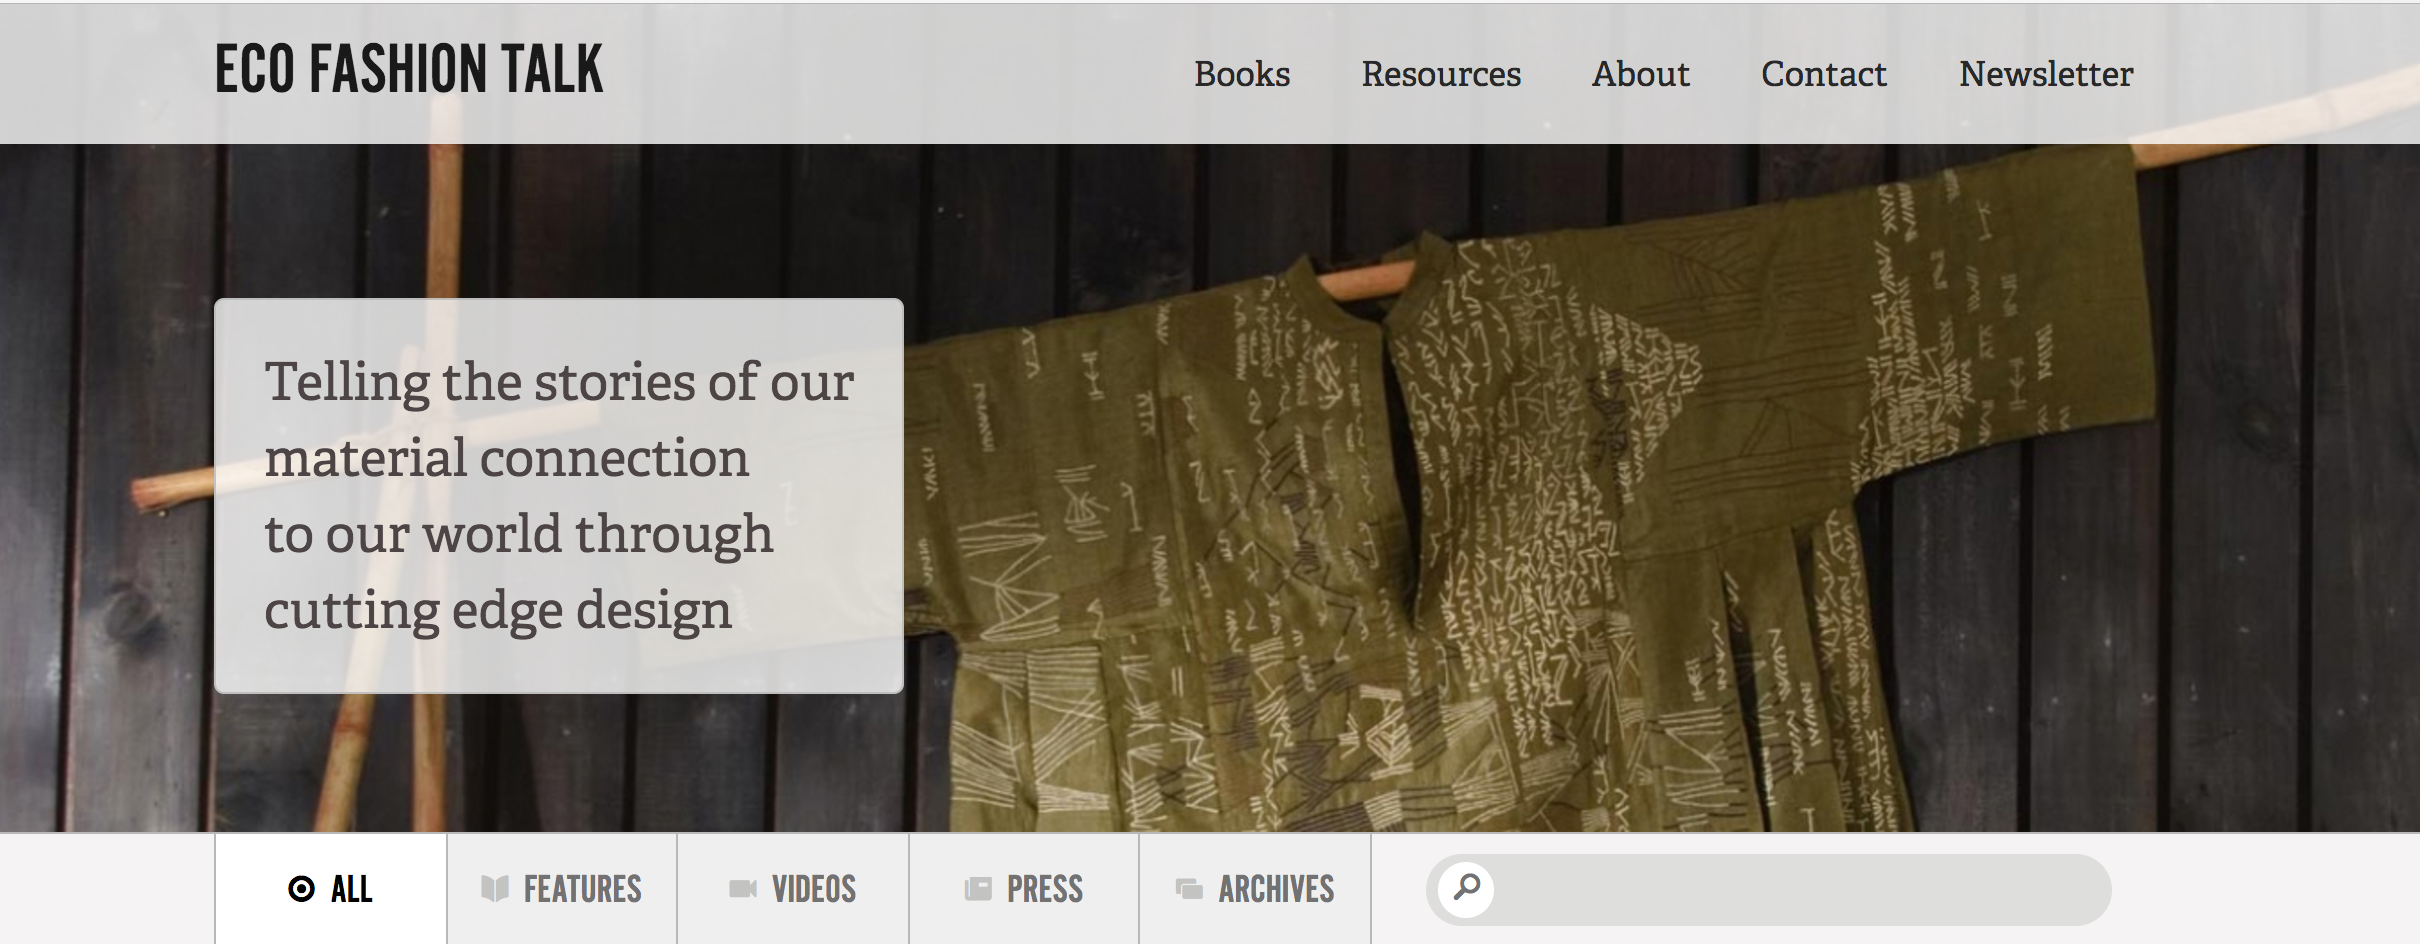 ECO FASHION TALK
Books Resources About Contact Newsletter
Telling the stories of our
material connection
to our world through
cutting edge design
ALL FEATURES VIDEOS PRESS ARCHIVES